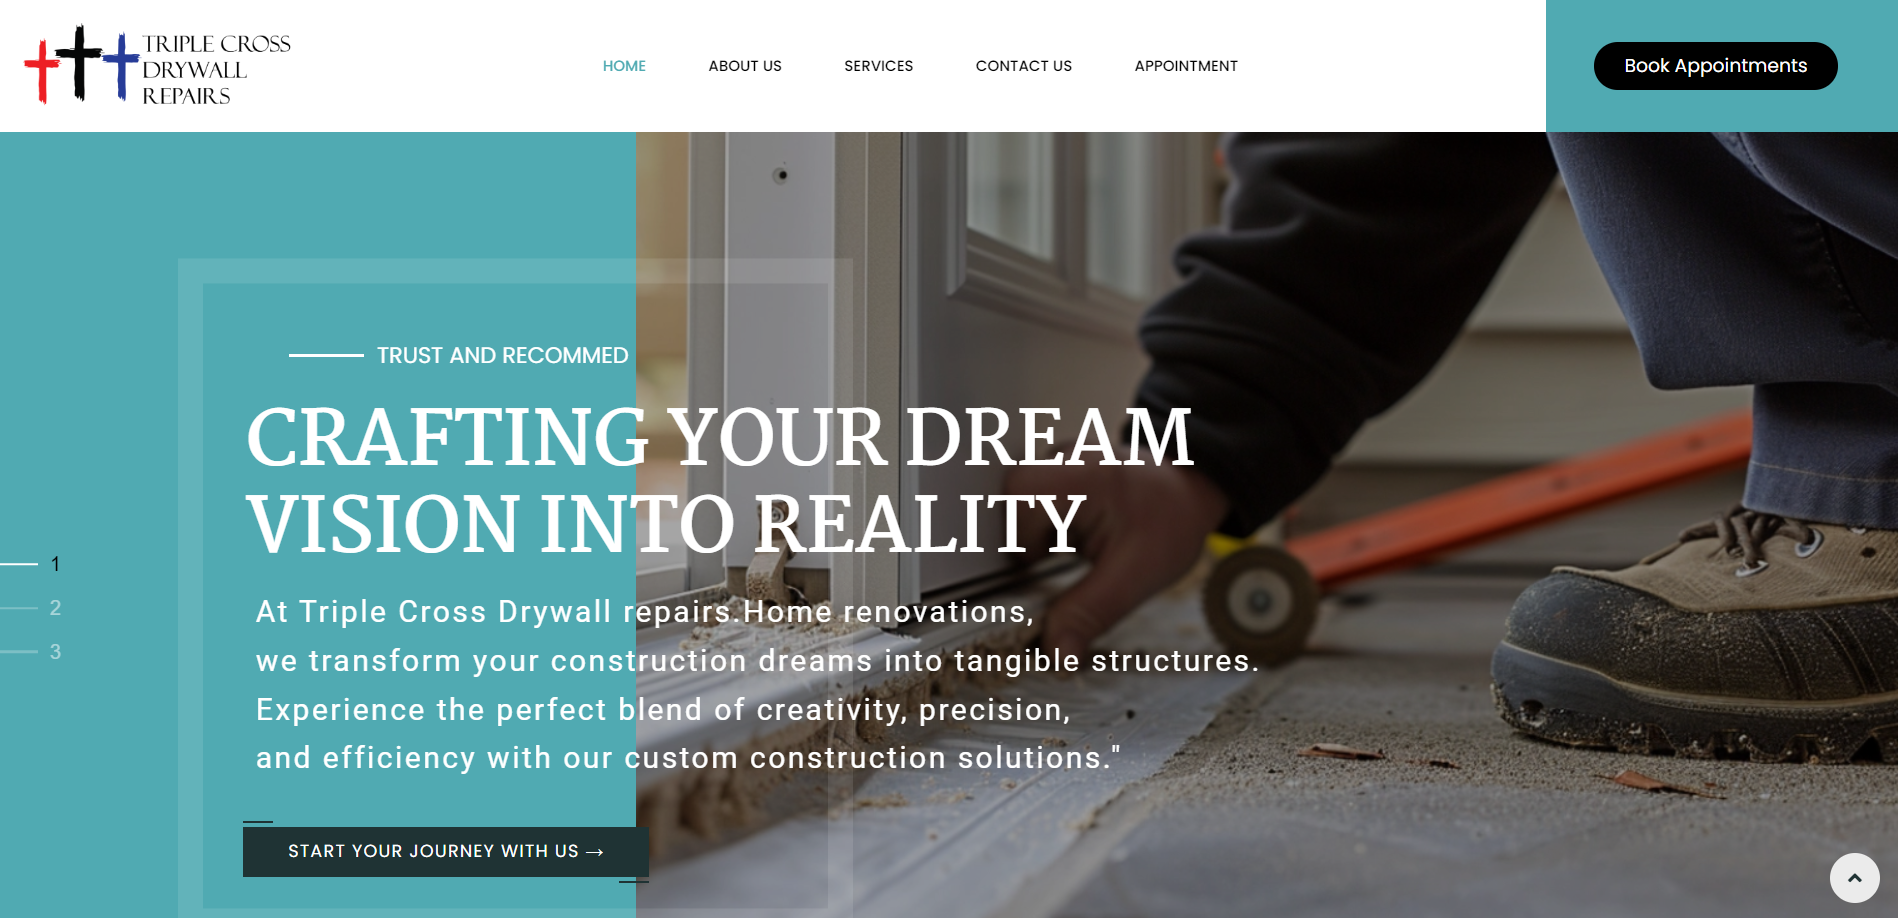 TRIPLE CROSS
DRYWALL
REPAIRS
HOME
ABOUT US
SERVICES
CONTACT US
APPOINTMENT
Book Appointments
TRUST AND RECOMMED
CRAFTING YOUR DREAM
VISION INTO REALITY
1
2
3
At Triple Cross Drywall repairs.Home renovations,
we transform your construction dreams into tangible structures.
Experience the perfect blend of creativity, precision,
and efficiency with our custom construction solutions."
START YOUR JOURNEY WITH US →